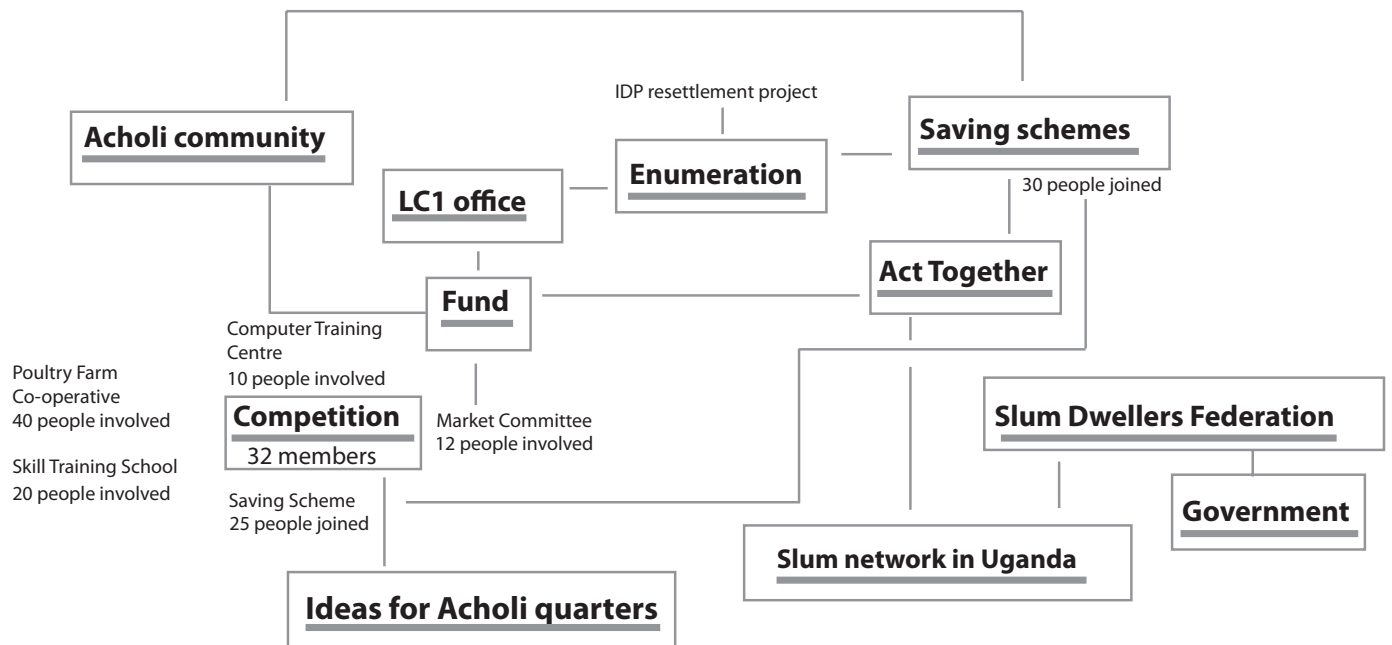 IDP resettlement project
Acholi community
Saving schemes
30 people joined
Enumeration
LC1 office
Act Together
Fund
Computer Training
Centre
10 people involved
Poultry Farm
Co-operative
40 people involved
Competition
32 members
Market Committee
12 people involved
Slum Dwellers Federation
Skill Training School
20 people involved
Saving Scheme
25 people joined
Government
Slum network in Uganda
Ideas for Acholi quarters